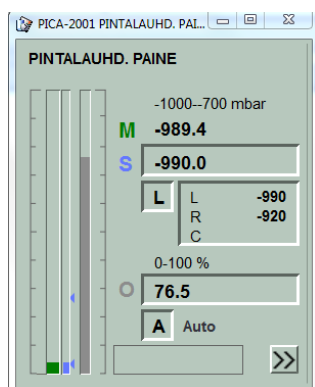 PICA-2001 PINTALAUHD. PAI...
PINTALAUHD. PAINE
-1000--700 mbar
M -989.4
S -990.0
L L -990
R -920
C
0-100 %
O 76.5
A Auto
>>